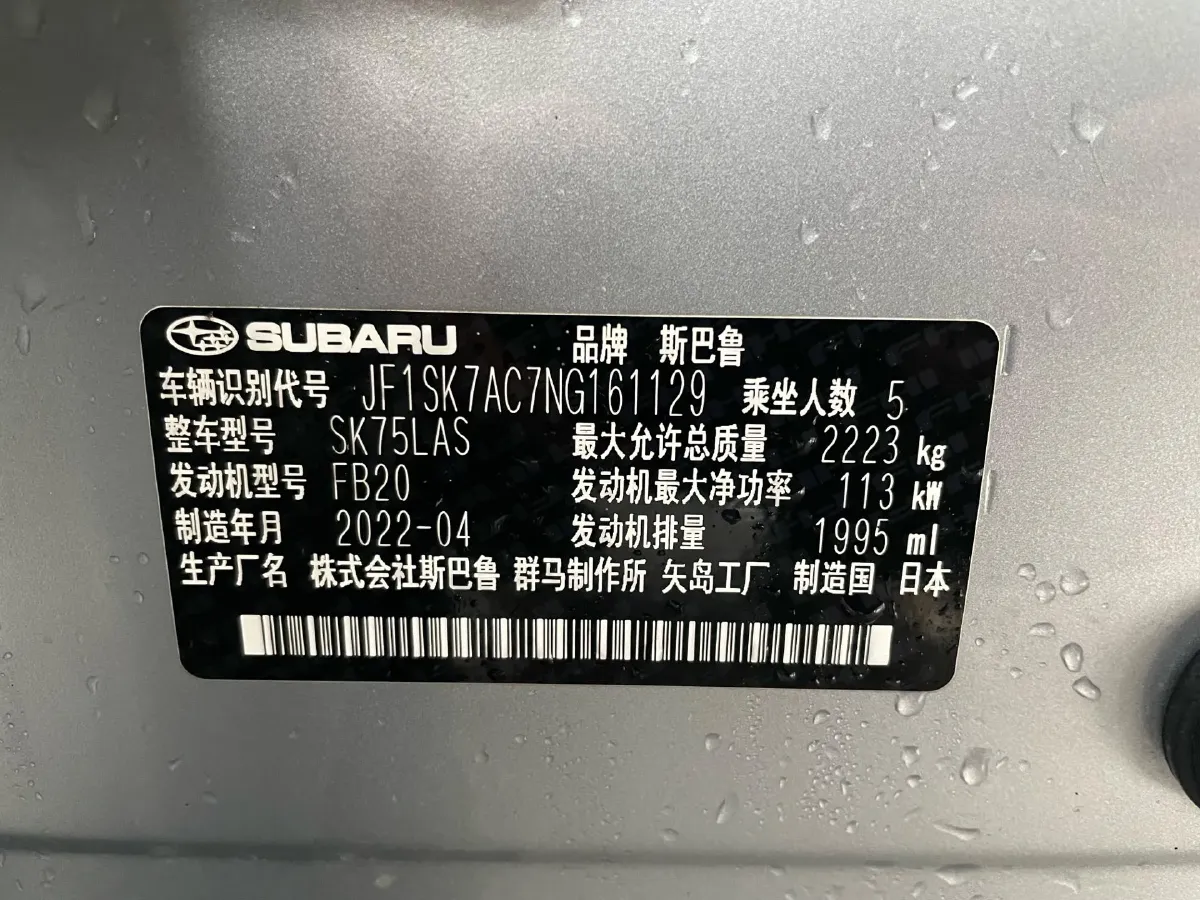 SUBARU 品牌 斯巴鲁
车辆识别代号 JF1SK7AC7NG161129 乘坐人数 5
整车型号 SK75LAS 最大允许总质量 2223 kg
发动机型号 FB20 发动机最大净功率 113 kW
制造年月 2022-04 发动机排量 1995 ml
生产厂名 株式会社斯巴鲁 群马制作所 矢岛工厂 制造国 日本